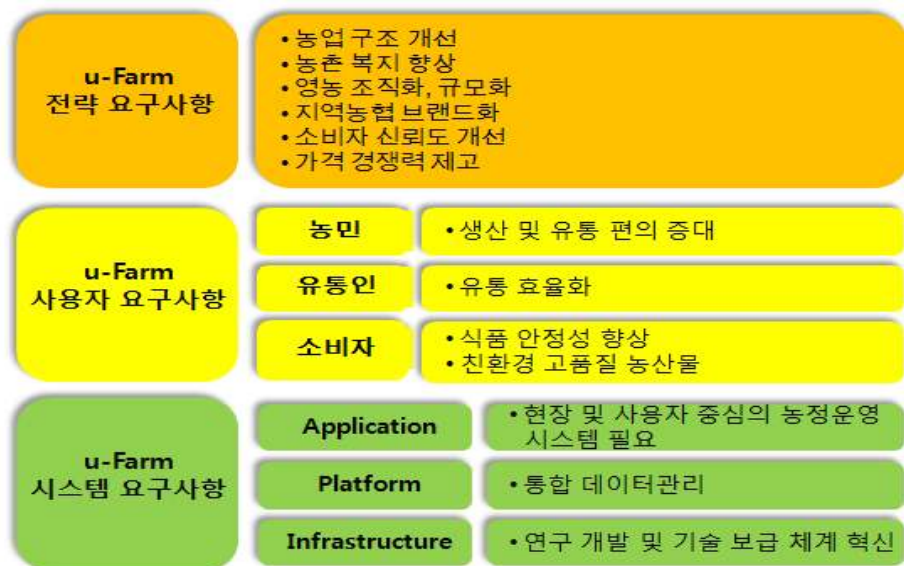 u-Farm
전략 요구사항
• 농업 구조 개선
• 농촌 복지 향상
• 영농 조직화, 규모화
• 지역농협 브랜드화
• 소비자 신뢰도 개선
• 가격 경쟁력 제고
u-Farm
사용자 요구사항
농민
• 생산 및 유통 편의 증대
유통인
• 유통 효율화
소비자
• 식품 안정성 향상
• 친환경 고품질 농산물
u-Farm
시스템 요구사항
Application
• 현장 및 사용자 중심의 농정운영
시스템 필요
Platform
• 통합 데이터관리
Infrastructure
• 연구 개발 및 기술 보급 체계 혁신